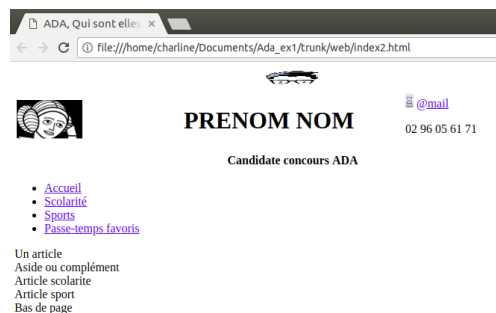 ADA, Qui sont elles
file:///home/charline/Documents/Ada_ex1/trunk/web/index2.html
@mail
PRENOM NOM
02 96 05 61 71
Candidate concours ADA
Accueil
Scolarité
Sports
Passe-temps favoris
Un article
Aside ou complément
Article scolarite
Article sport
Bas de page